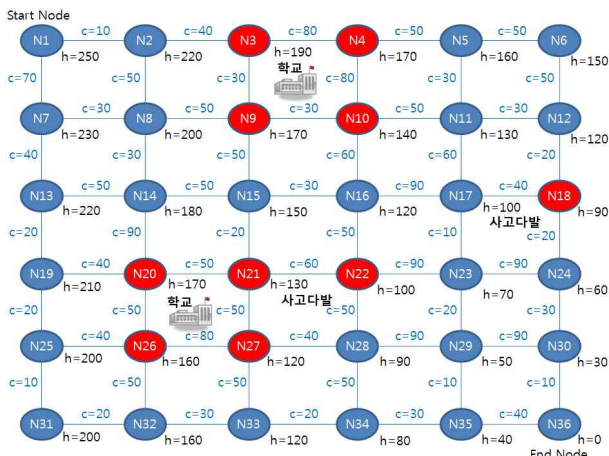 Start Node
N1 c=10 N2 c=40 N3 c=80 N4 c=50 N5 c=50 N6
h=250 h=220 h=190 h=170 h=160 h=150
학교
c=70 c=50 c=30 c=80 c=30 c=50
N7 c=30 N8 c=50 N9 c=30 N10 c=50 N11 c=30 N12
h=230 h=200 h=170 h=140 h=130 h=120
c=40 c=30 c=50 c=60 c=60 c=20
N13 c=50 N14 c=50 N15 c=30 N16 c=90 N17 c=40 N18
h=220 h=180 h=150 h=120 h=100 h=90
사고다발
c=20 c=90 c=20 c=50 c=10 c=20
N19 c=40 N20 c=50 N21 c=60 N22 c=90 N23 c=90 N24
h=210 h=170 h=130 h=100 h=70 h=60
학교 사고다발
c=20 c=50 c=50 c=50 c=20 c=30
N25 c=40 N26 c=80 N27 c=40 N28 c=90 N29 c=90 N30
h=200 h=160 h=120 h=90 h=50 h=30
c=10 c=50 c=50 c=50 c=10 c=10
N31 c=20 N32 c=30 N33 c=20 N34 c=30 N35 c=40 N36
h=200 h=160 h=120 h=80 h=40 h=0
End Node